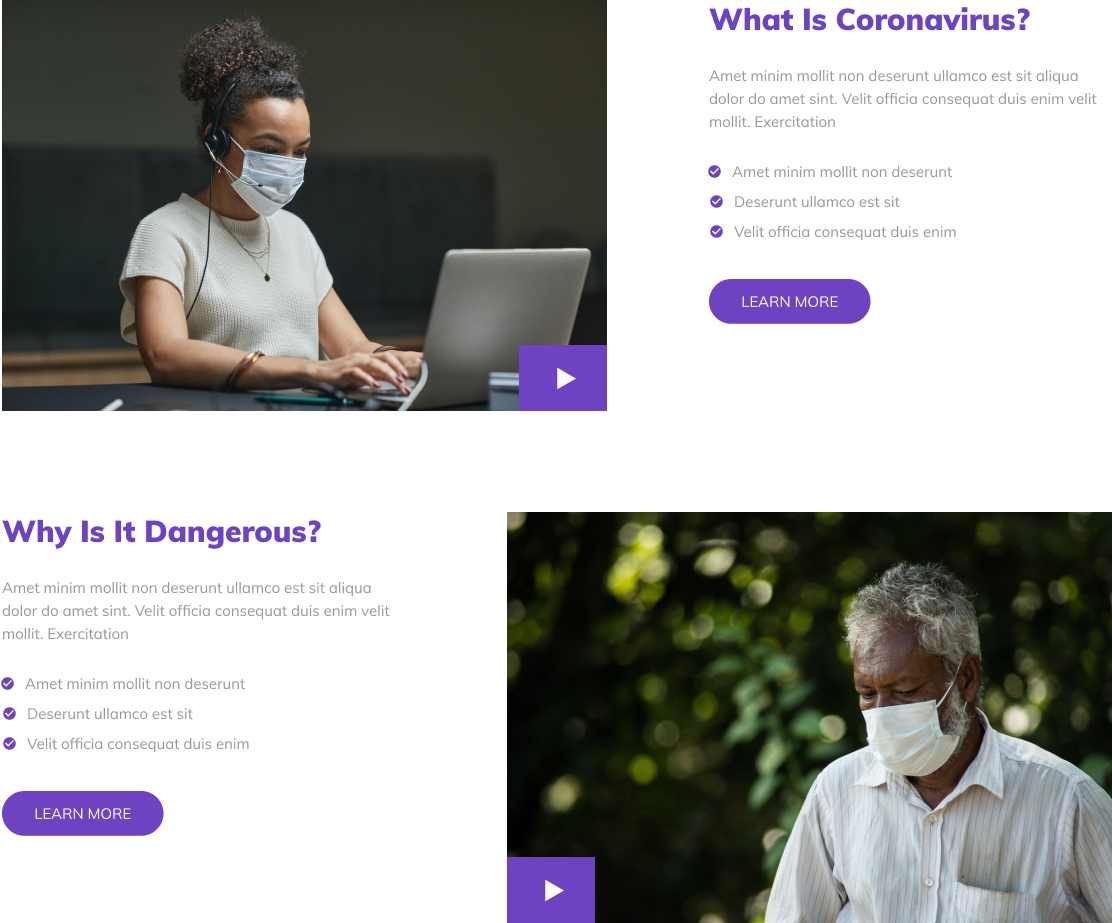 What Is Coronavirus?
Amet minim mollit non deserunt ullamco est sit aliqua
dolor do amet sint. Velit officia consequat duis enim velit
mollit. Exercitation
Amet minim mollit non deserunt
Deserunt ullamco est sit
Velit officia consequat duis enim
LEARN MORE
Why Is It Dangerous?
Amet minim mollit non deserunt ullamco est sit aliqua
dolor do amet sint. Velit officia consequat duis enim velit
mollit. Exercitation
Amet minim mollit non deserunt
Deserunt ullamco est sit
Velit officia consequat duis enim
LEARN MORE